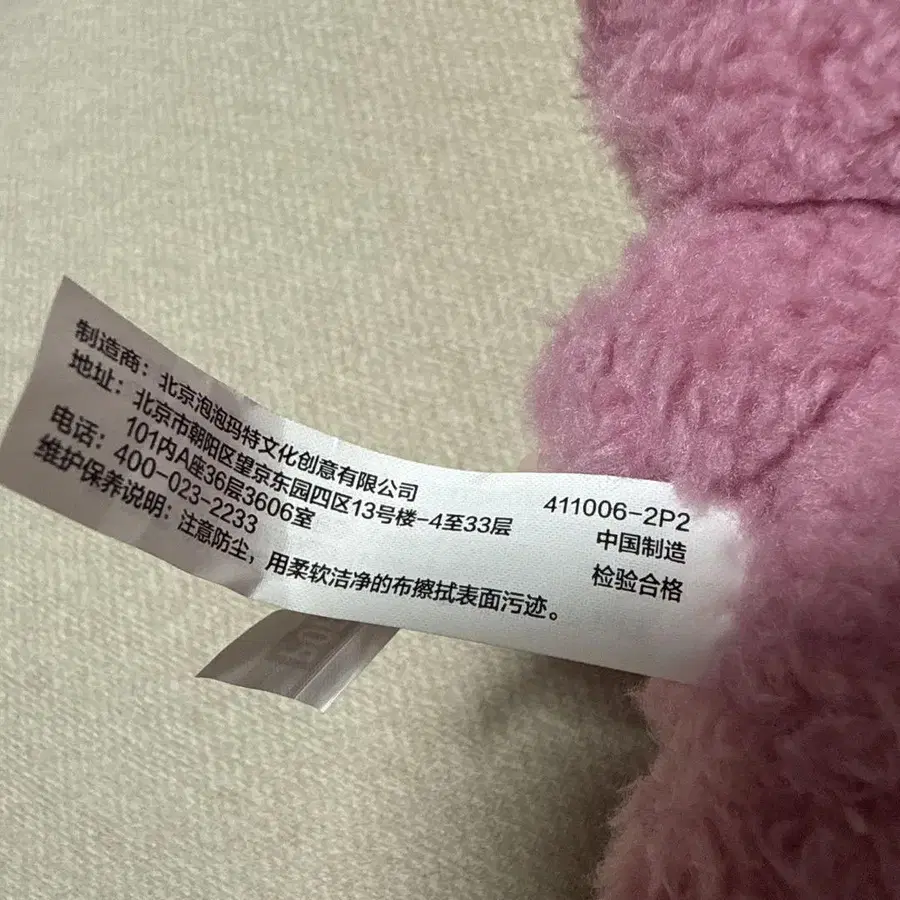 制造商：北京泡泡玛特文化创意有限公司
地址：北京市朝阳区望京东园四区13号楼-4至33层
101内A座36层3606室
电话：400-023-2233
维护保养说明：注意防尘，用柔软洁净的布擦拭表面污迹。
411006-2P2
中国制造
检验合格